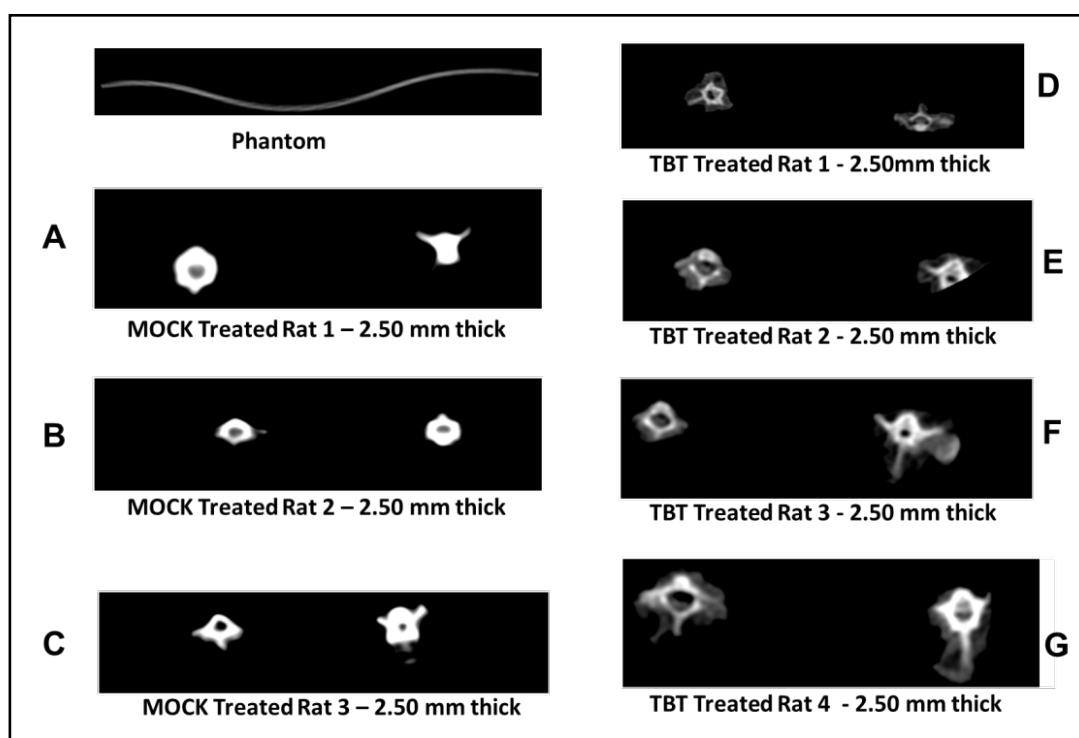 Phantom
A
MOCK Treated Rat 1 – 2.50 mm thick
B
MOCK Treated Rat 2 – 2.50 mm thick
C
MOCK Treated Rat 3 – 2.50 mm thick
D
TBT Treated Rat 1 - 2.50mm thick
E
TBT Treated Rat 2 - 2.50 mm thick
F
TBT Treated Rat 3 - 2.50 mm thick
G
TBT Treated Rat 4  - 2.50 mm thick